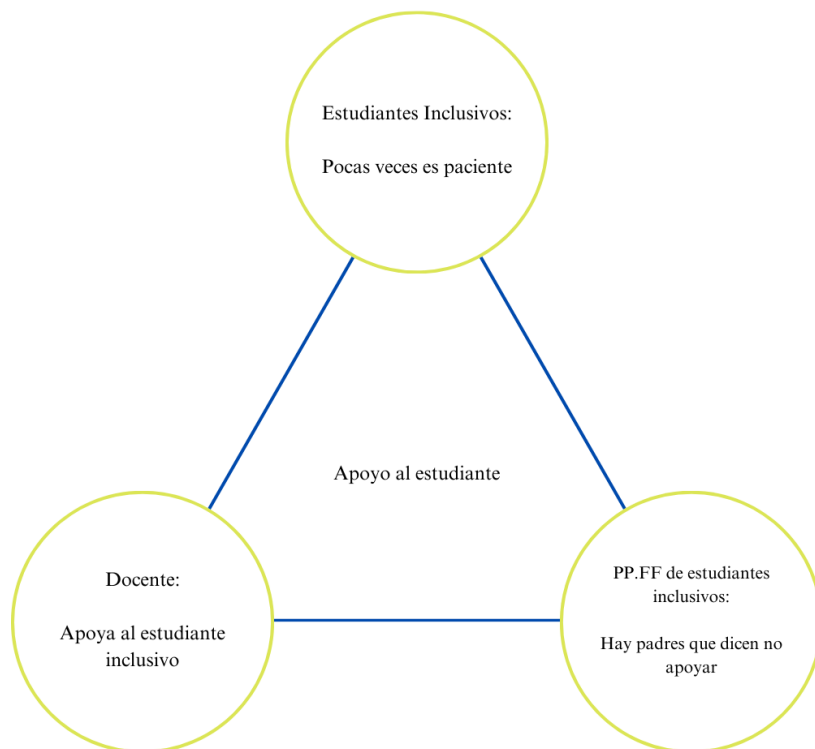 Estudiantes Inclusivos:
Pocas veces es paciente
Apoyo al estudiante
Docente:
Apoya al estudiante
inclusivo
PP.FF de estudiantes
inclusivos:
Hay padres que dicen no
apoyar